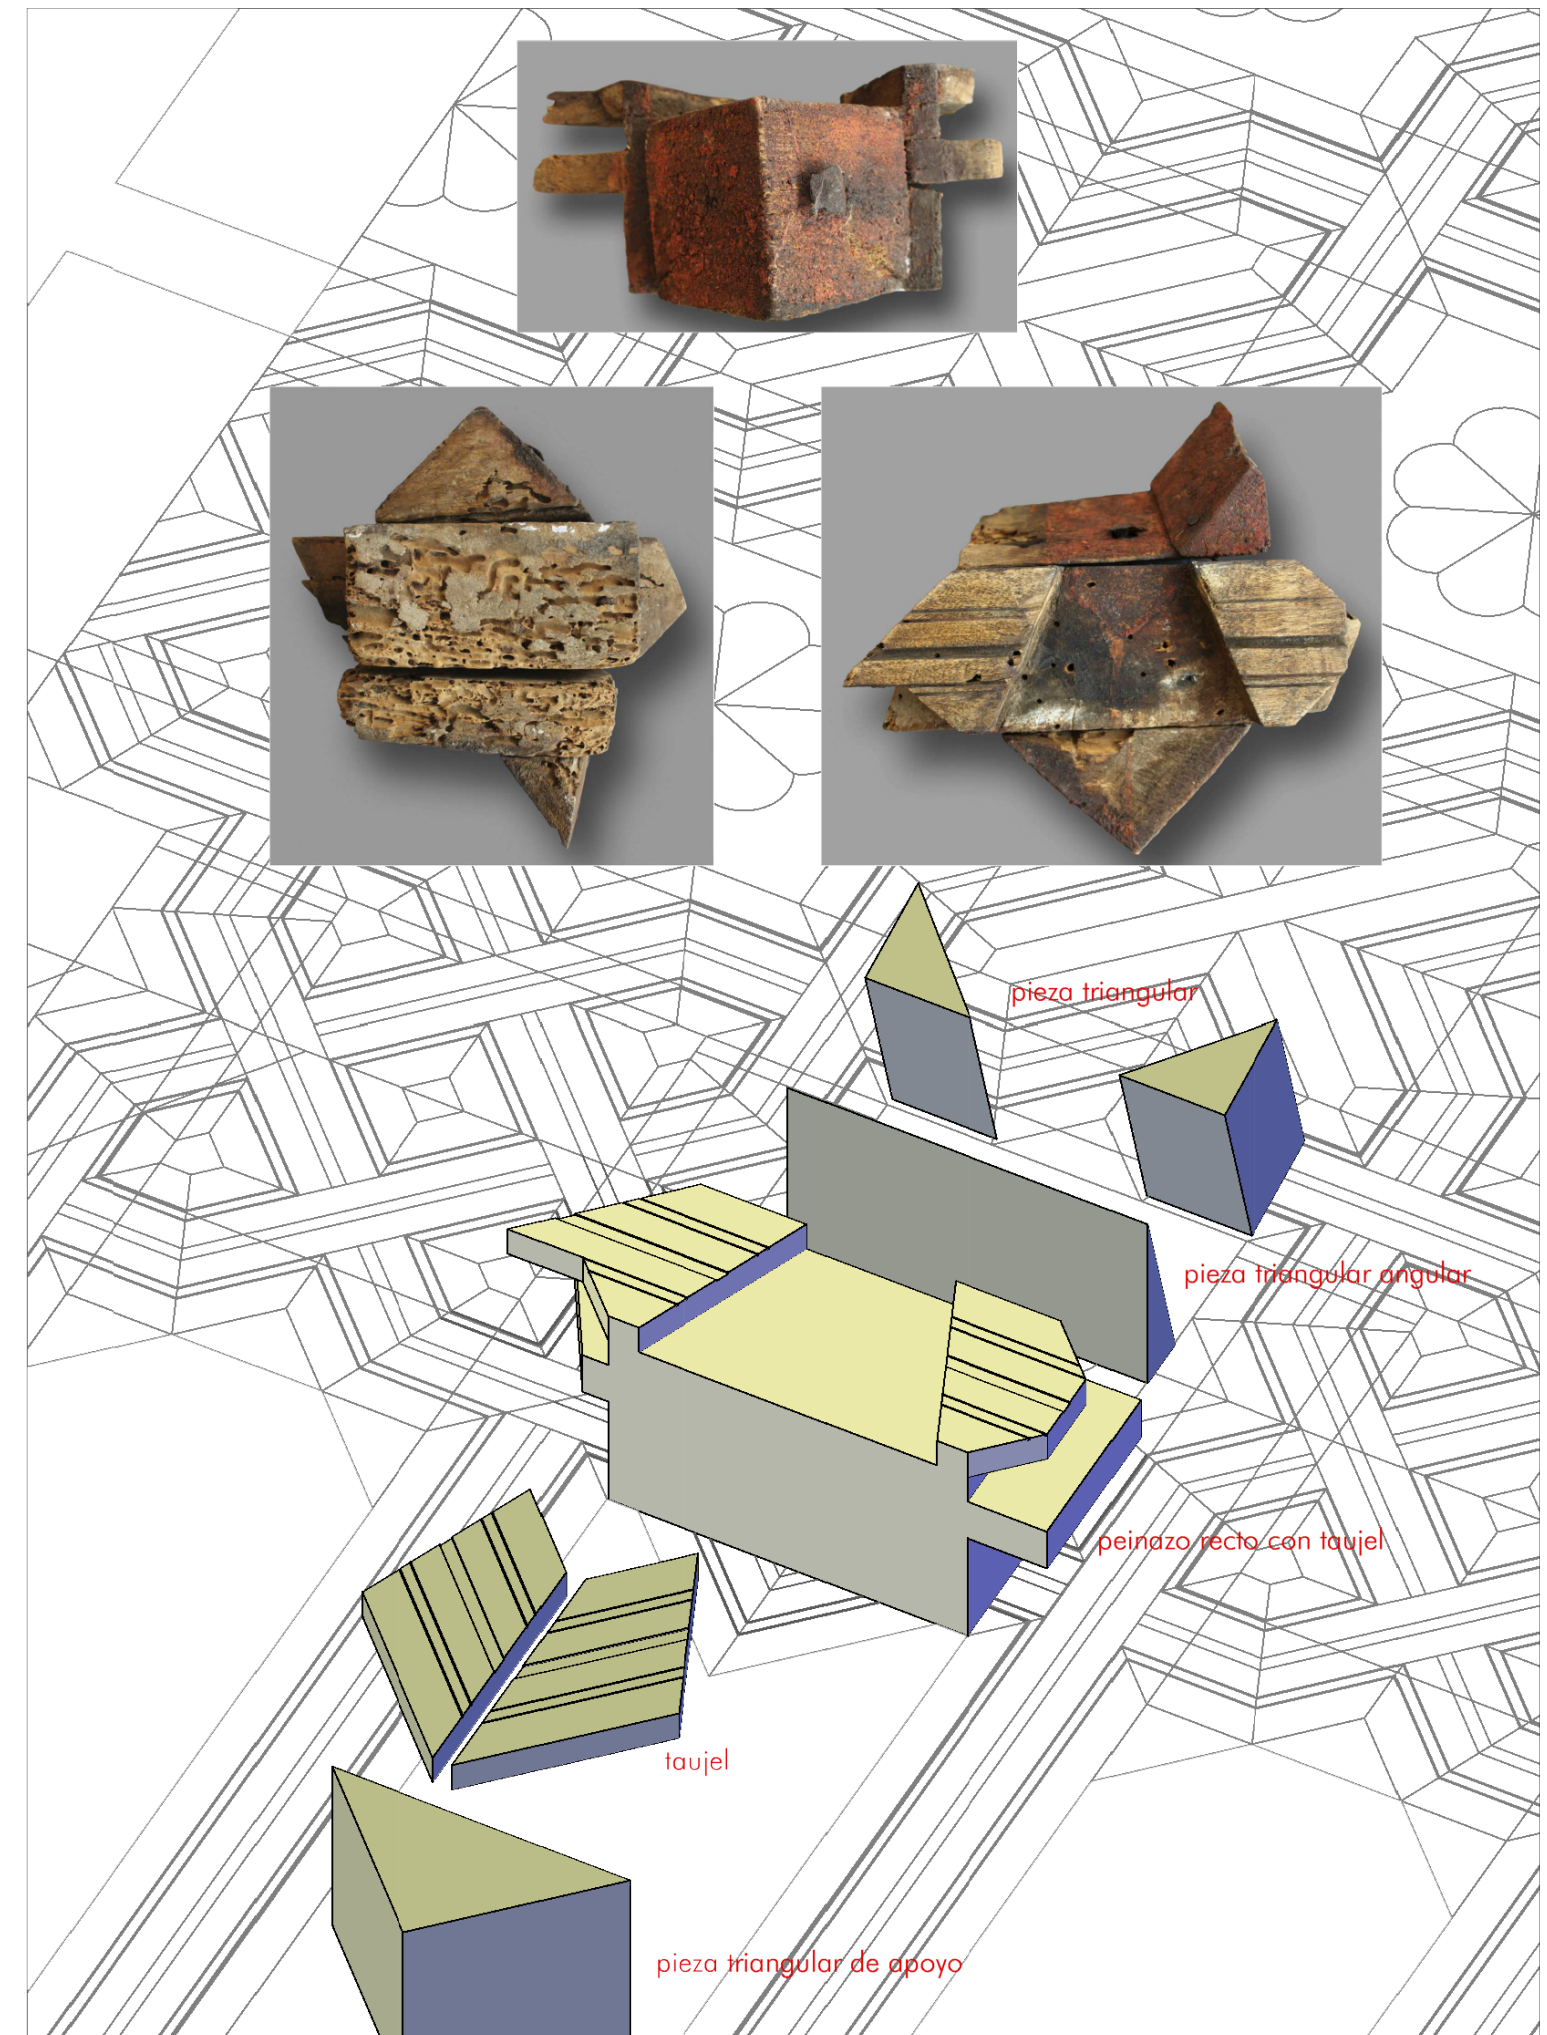 pieza triangular
pieza triangular angular
peinazo recto con taujel
taujel
pieza triangular de apoyo